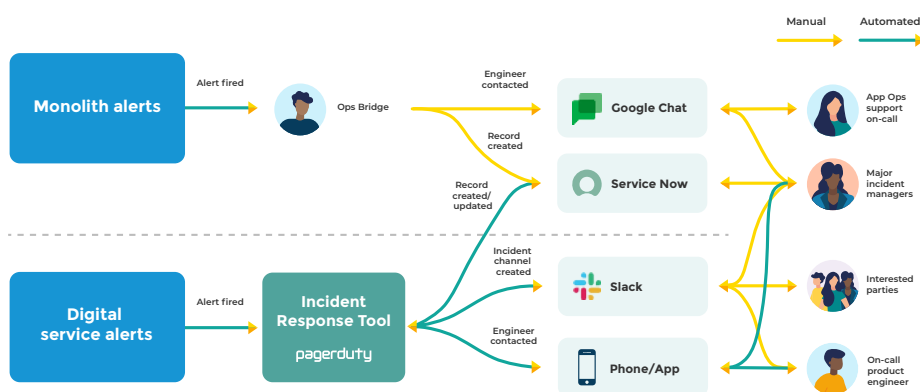 Manual
Automated
Monolith alerts
Alert fired
Ops Bridge
Engineer
contacted
Record
created
Record
created/
updated
Google Chat
Service Now
App Ops
support
on-call
Major
incident
managers
Digital
service alerts
Alert fired
Incident
Response Tool
pagerduty
Incident
channel
created
Engineer
contacted
Slack
Phone/App
Interested
parties
On-call
product
engineer